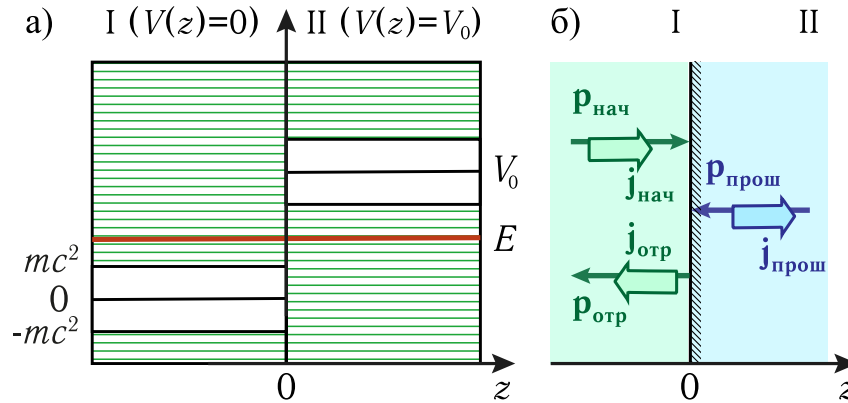 а) I (V(z)=0) II (V(z)=V₀)
V₀
E
mc²
0
-mc²
0 z
б) I II
pнач
jнач
pпрош
jпрош
jотр
pотр
0 z